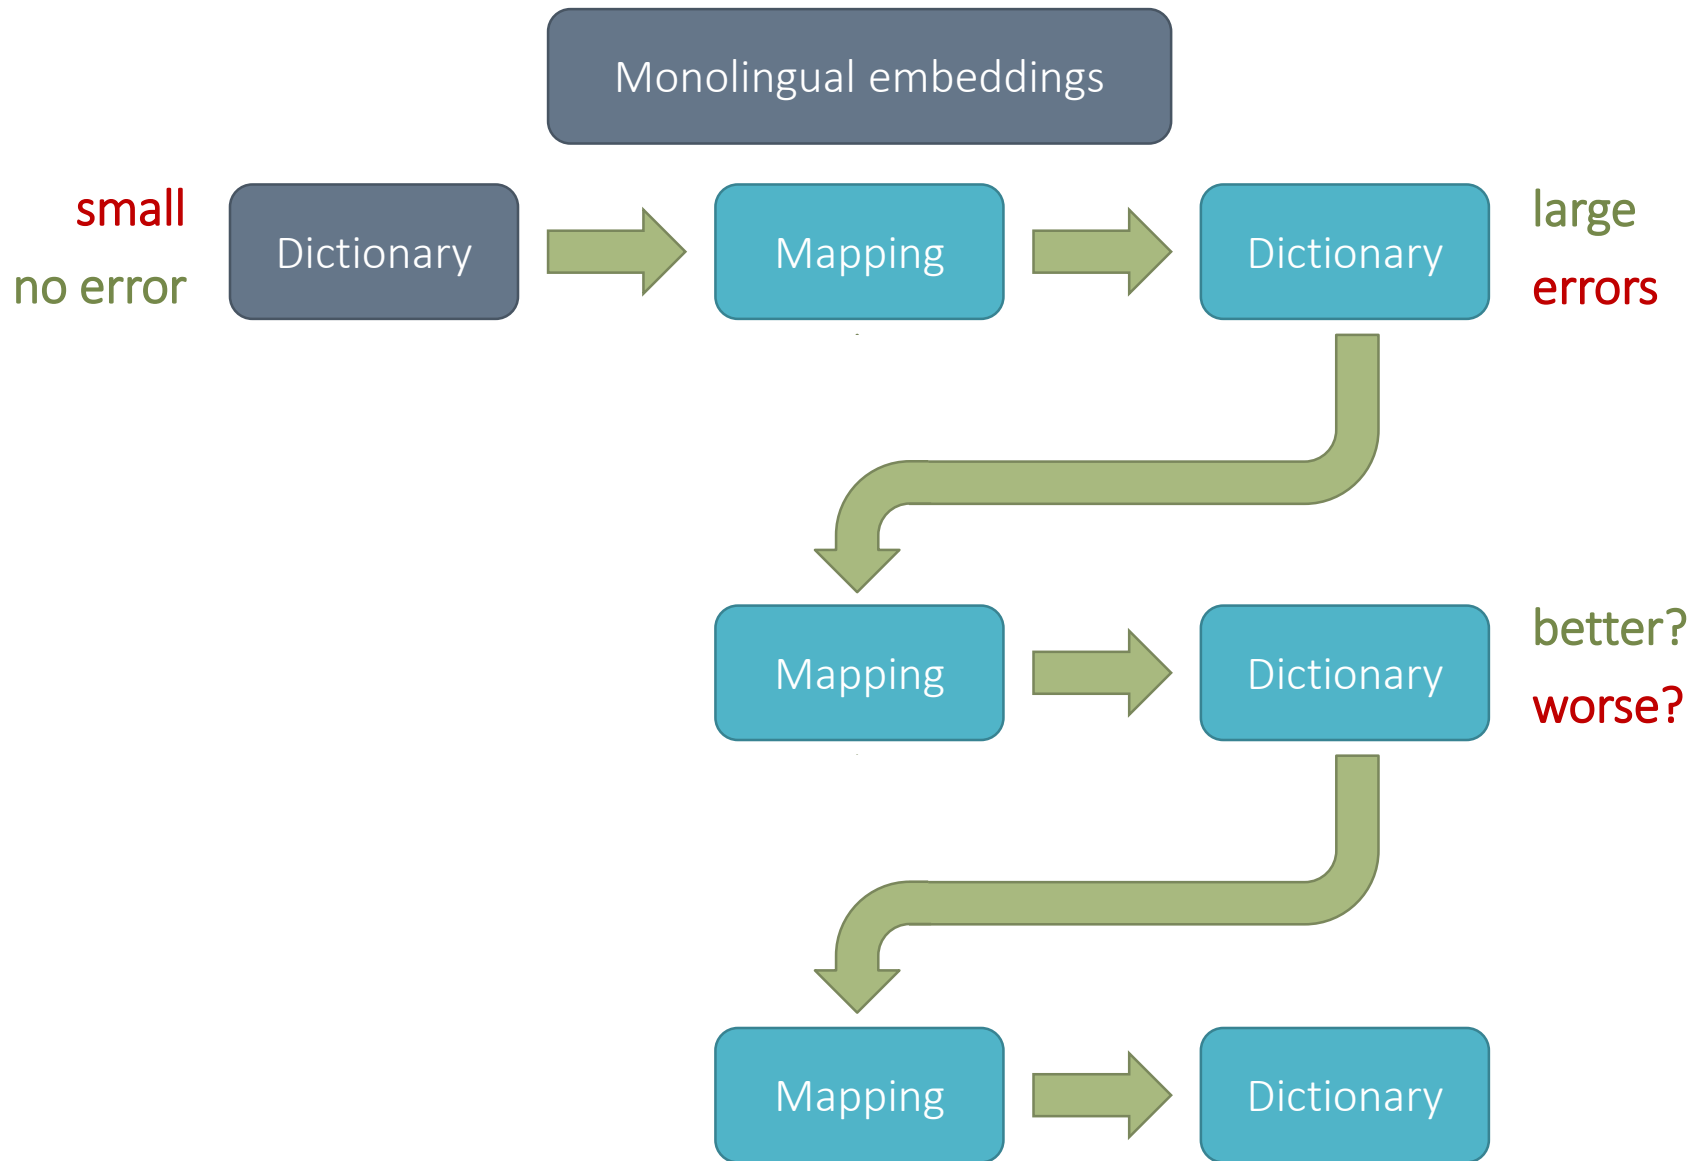 Monolingual embeddings
small
no error
Dictionary
Mapping
Dictionary
large
errors
Mapping
Dictionary
better?
worse?
Mapping
Dictionary